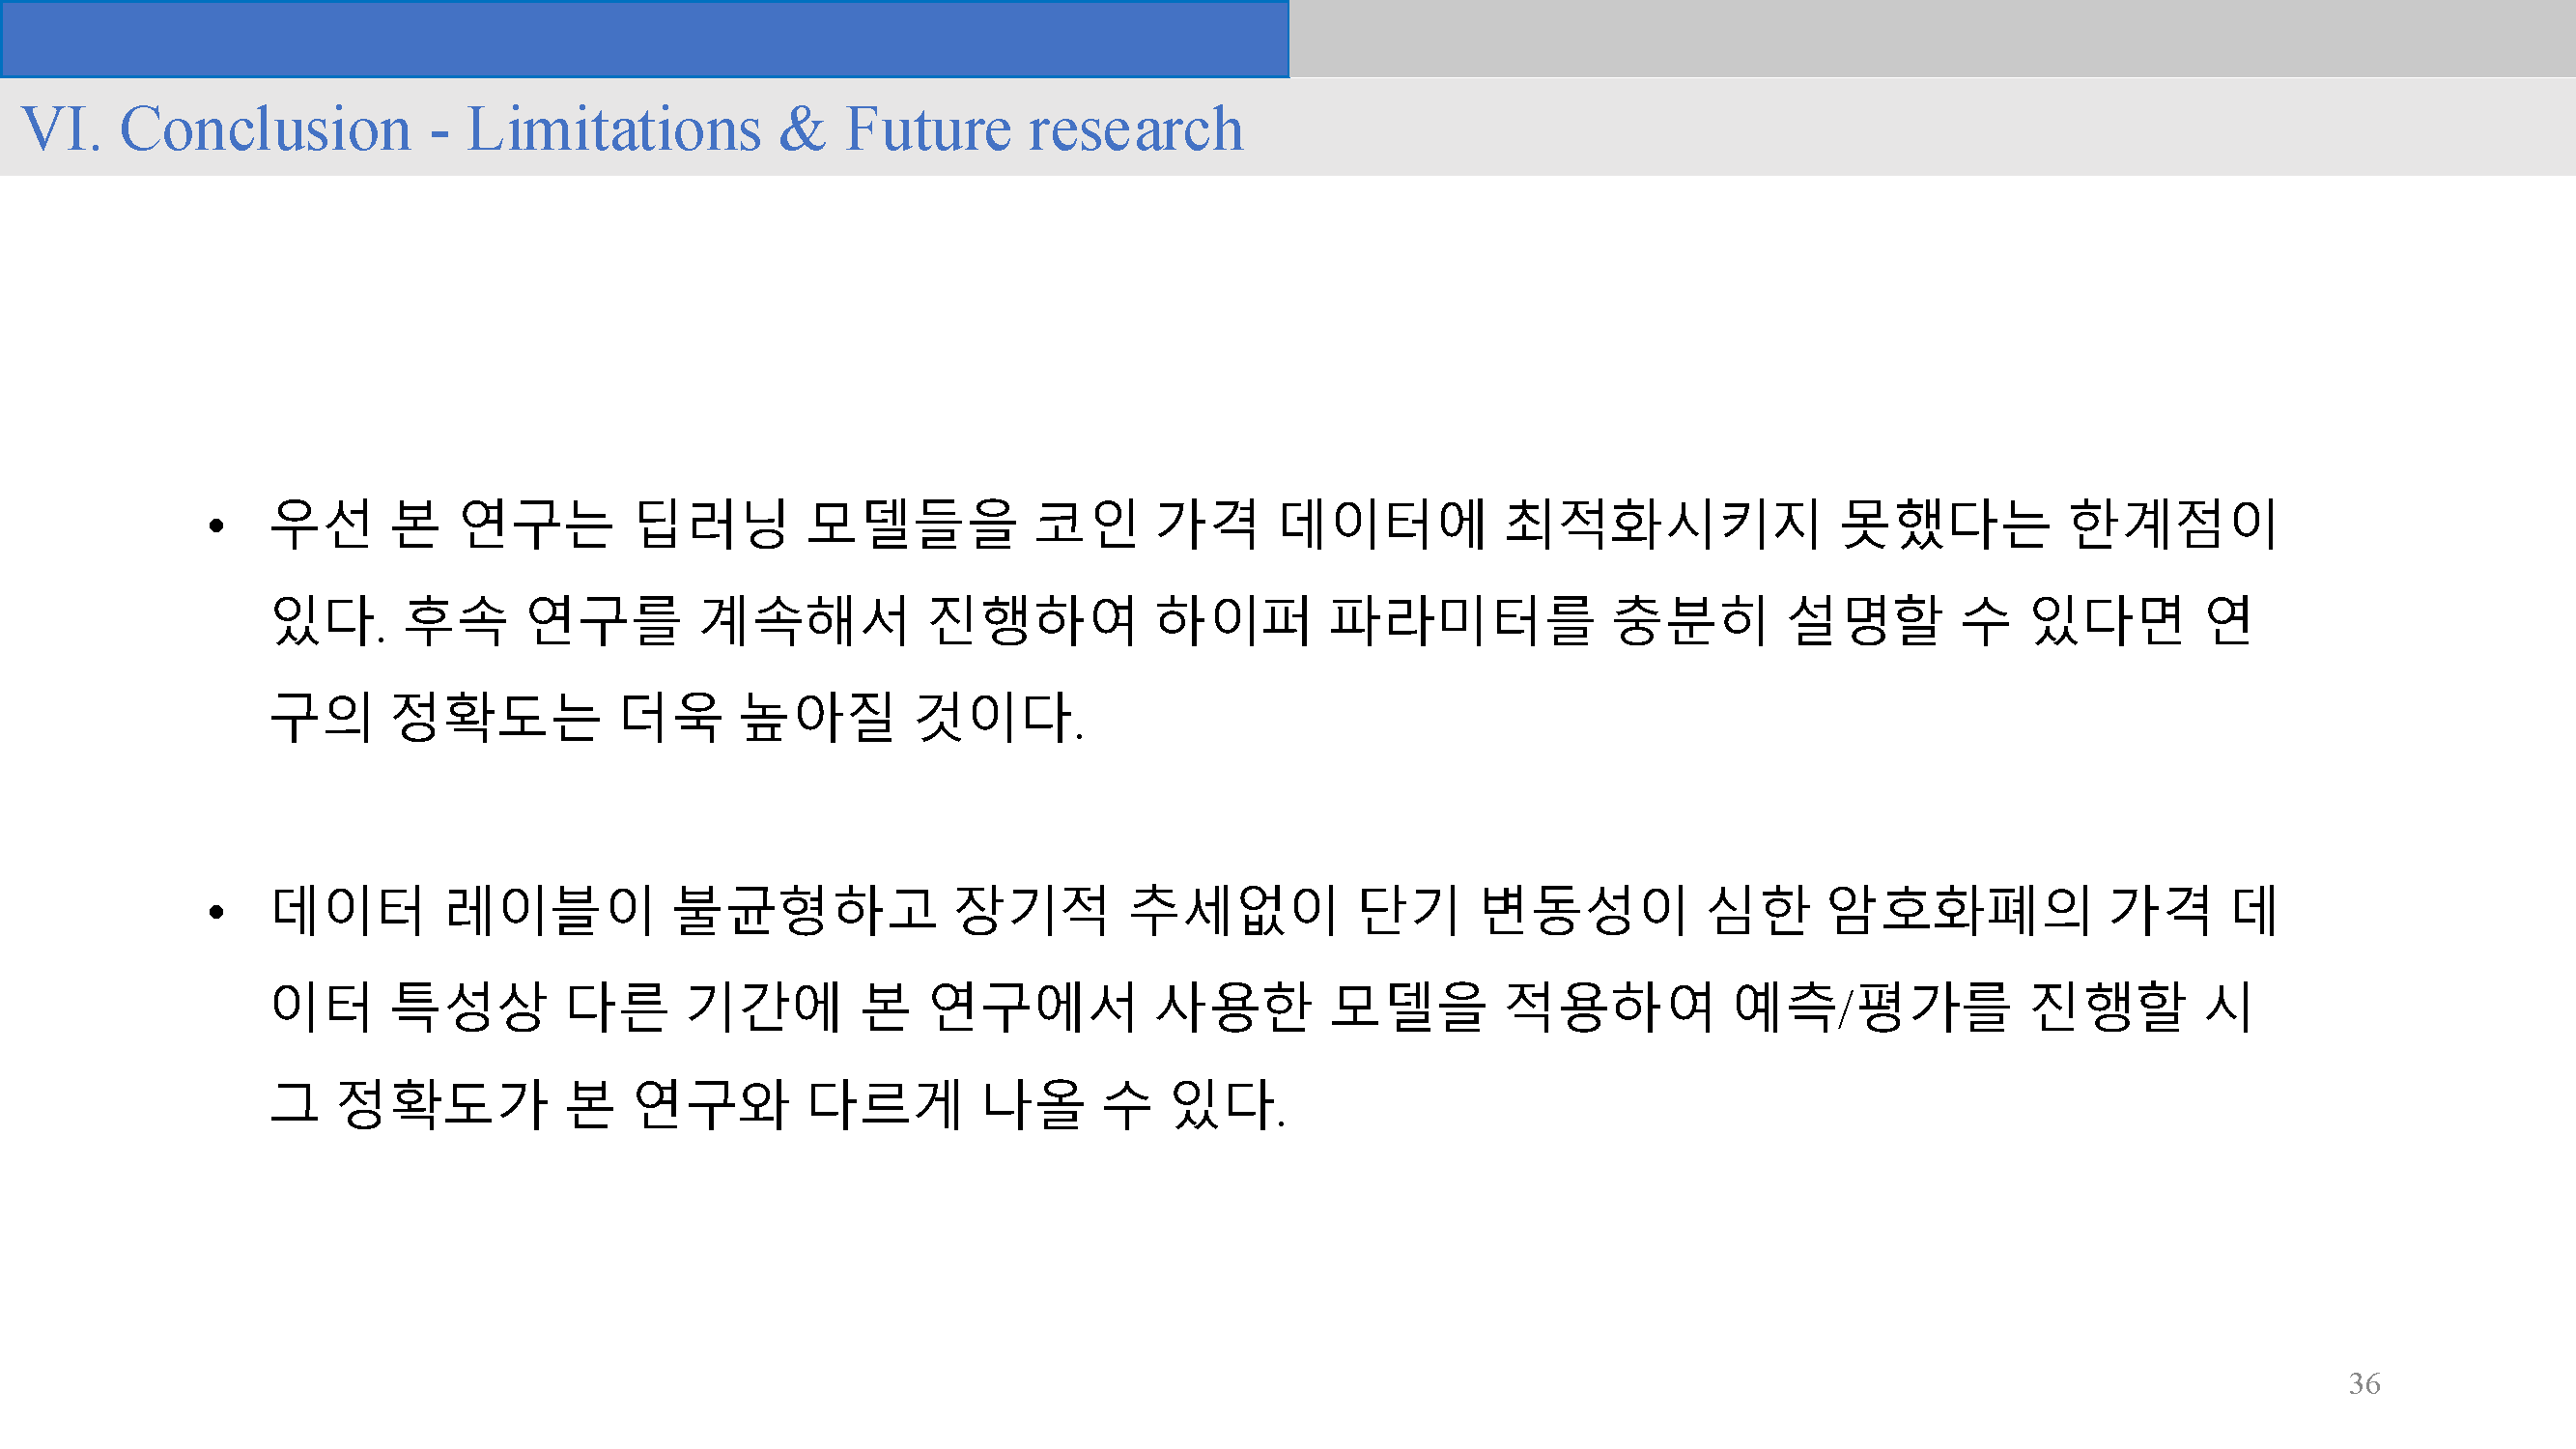 VI. Conclusion - Limitations & Future research
• 우선 본 연구는 딥러닝 모델들을 코인 가격 데이터에 최적화시키지 못했다는 한계점이
있다. 후속 연구를 계속해서 진행하여 하이퍼 파라미터를 충분히 설명할 수 있다면 연
구의 정확도는 더욱 높아질 것이다.
• 데이터 레이블이 불균형하고 장기적 추세없이 단기 변동성이 심한 암호화폐의 가격 데
이터 특성상 다른 기간에 본 연구에서 사용한 모델을 적용하여 예측/평가를 진행할 시
그 정확도가 본 연구와 다르게 나올 수 있다.
36